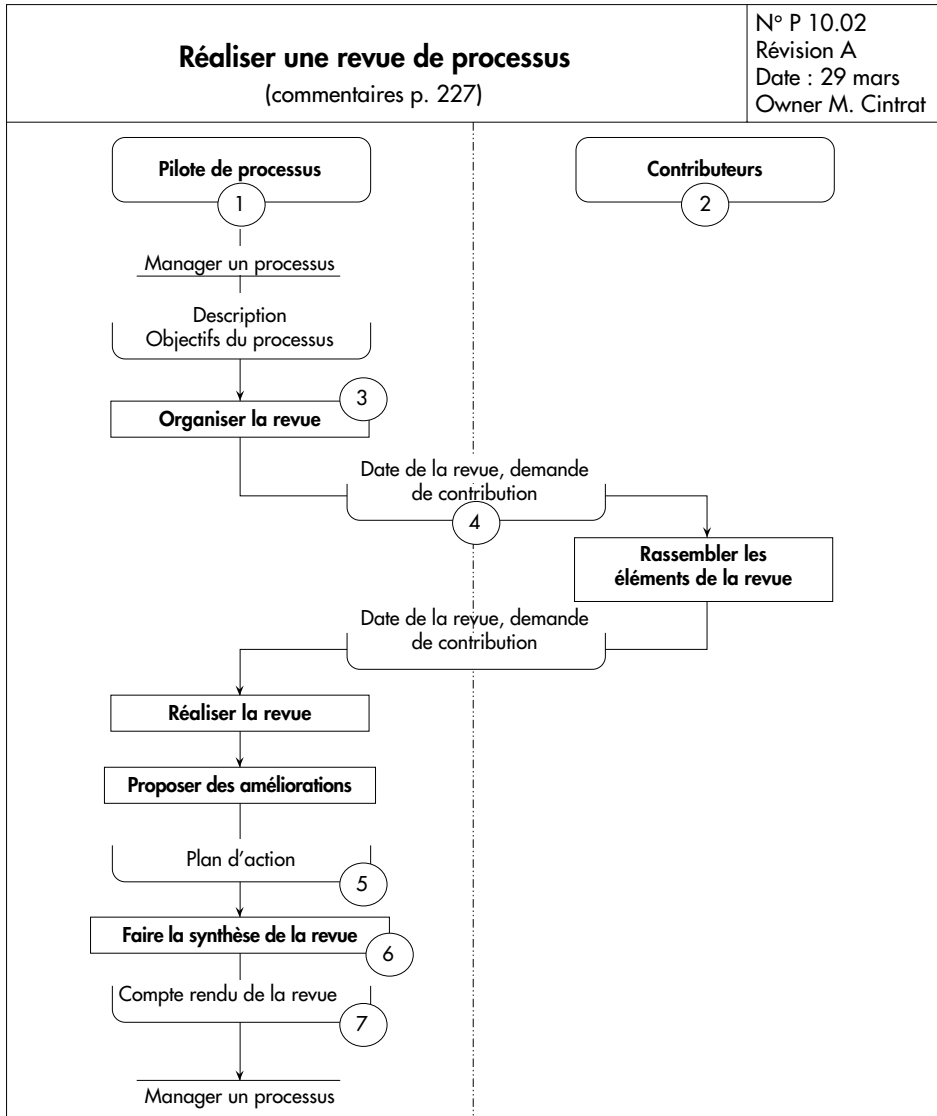 Réaliser une revue de processus
(commentaires p. 227)
N° P 10.02
Révision A
Date : 29 mars
Owner M. Cintrat
Pilote de processus
1
Contributeurs
2
Manager un processus
Description
Objectifs du processus
3
Organiser la revue
Date de la revue, demande
de contribution
4
Rassembler les
éléments de la revue
Date de la revue, demande
de contribution
Réaliser la revue
Proposer des améliorations
Plan d’action
5
Faire la synthèse de la revue
6
Compte rendu de la revue
7
Manager un processus